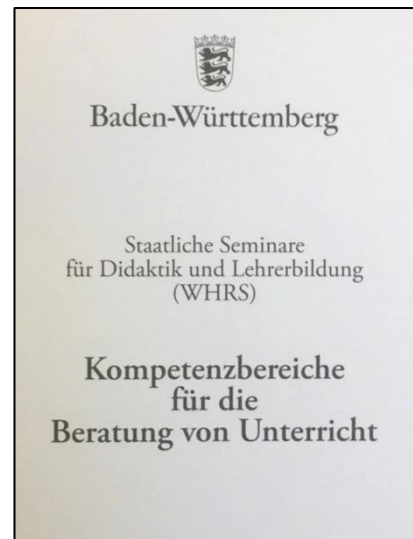 Baden-Württemberg
Staatliche Seminare
für Didaktik und Lehrerbildung
(WHRS)
Kompetenzbereiche
für die
Beratung von Unterricht